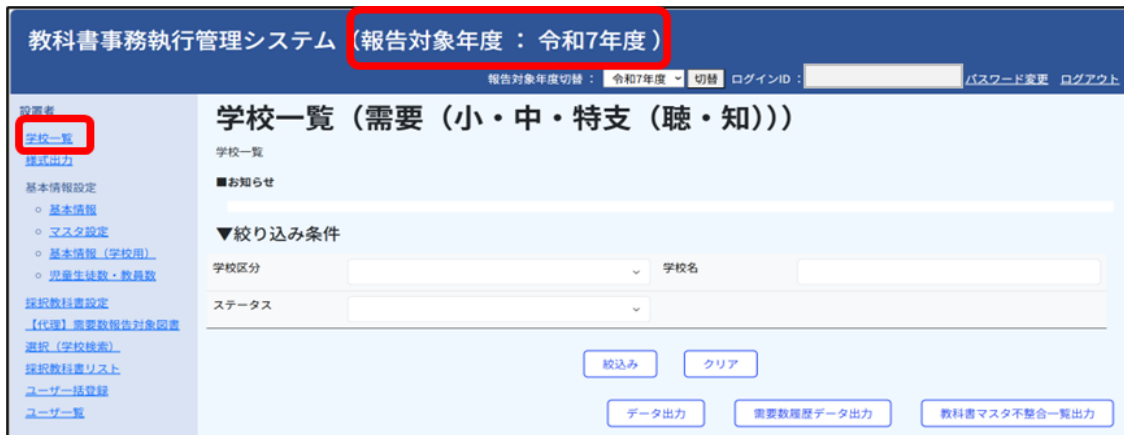 教科書事務執行管理システム（報告対象年度 ： 令和7年度 ）
報告対象年度切替： 令和7年度 切替 ログインID： パスワード変更 ログアウト
設置者
学校一覧
様式出力
基本情報設定
基本情報
マスタ設定
基本情報（学校用）
児童生徒数・教員数
採択教科書設定
【代理】需要数報告対象図書
選択（学校検索）
採択教科書リスト
ユーザー括登録
ユーザー覧
学校一覧（需要（小・中・特支（聴・知）））
学校一覧
■お知らせ
▼絞り込み条件
学校区分 学校名
ステータス
絞込み クリア
データ出力 需要数履歴データ出力 教科書マスタ不整合一覧出力